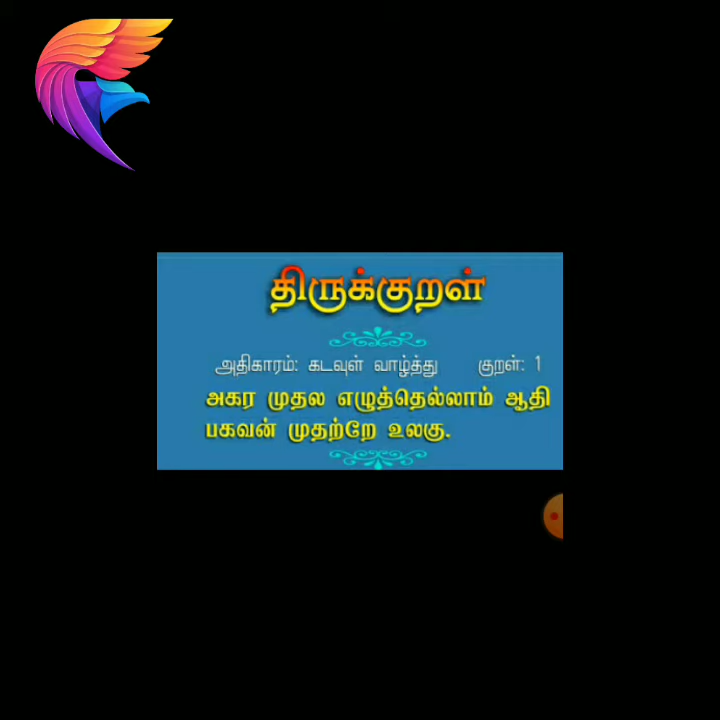 திருக்குறள்
அதிகாரம்: கடவுள் வாழ்த்து குறள்: 1
அகர முதல எழுத்தெல்லாம் ஆதி
பகவன் முதற்றே உலகு.